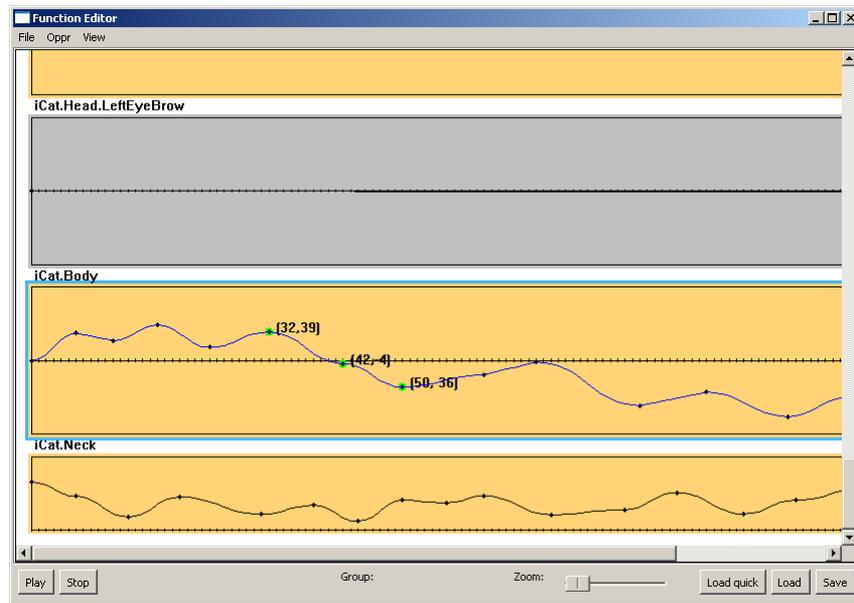 Function Editor
File Oppr View
iCat.Head.LeftEyeBrow
iCat.Body
(32,39)
(42,-4)
(50,-36)
iCat.Neck
Play Stop Group: Zoom: Load quick Load Save